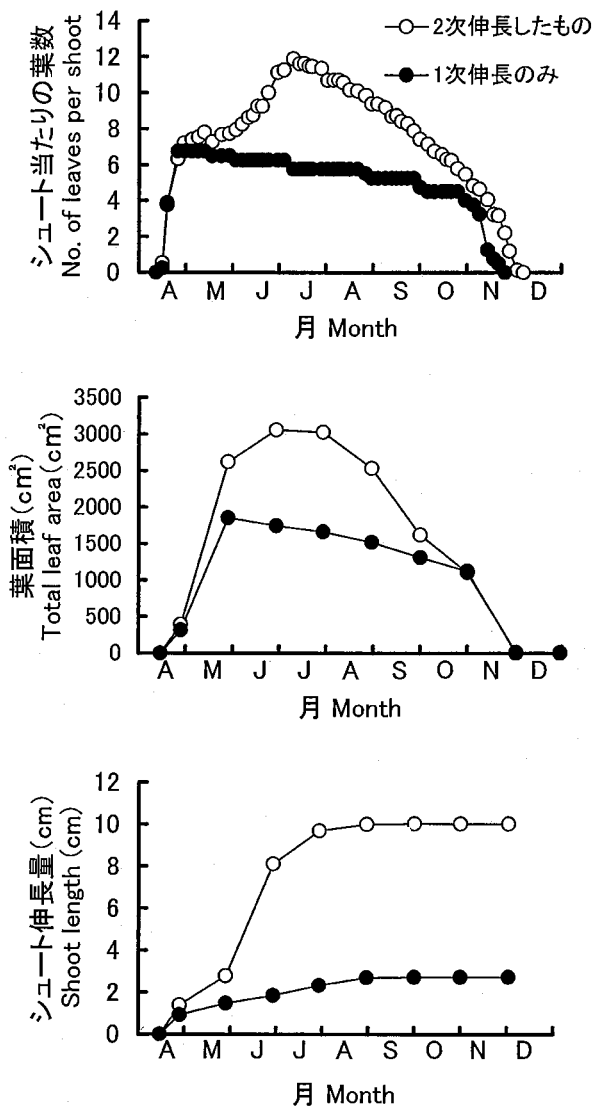 2次伸長したもの
1次伸長のみ
シュート当たりの葉数
No. of leaves per shoot
14
12
10
8
6
4
2
0
A M J J A S O N D
月 Month
葉面積(cm²)
Total leaf area(cm²)
3500
3000
2500
2000
1500
1000
500
0
A M J J A S O N D
月 Month
シュート伸長量(cm)
Shoot length(cm)
12
10
8
6
4
2
0
A M J J A S O N D
月 Month